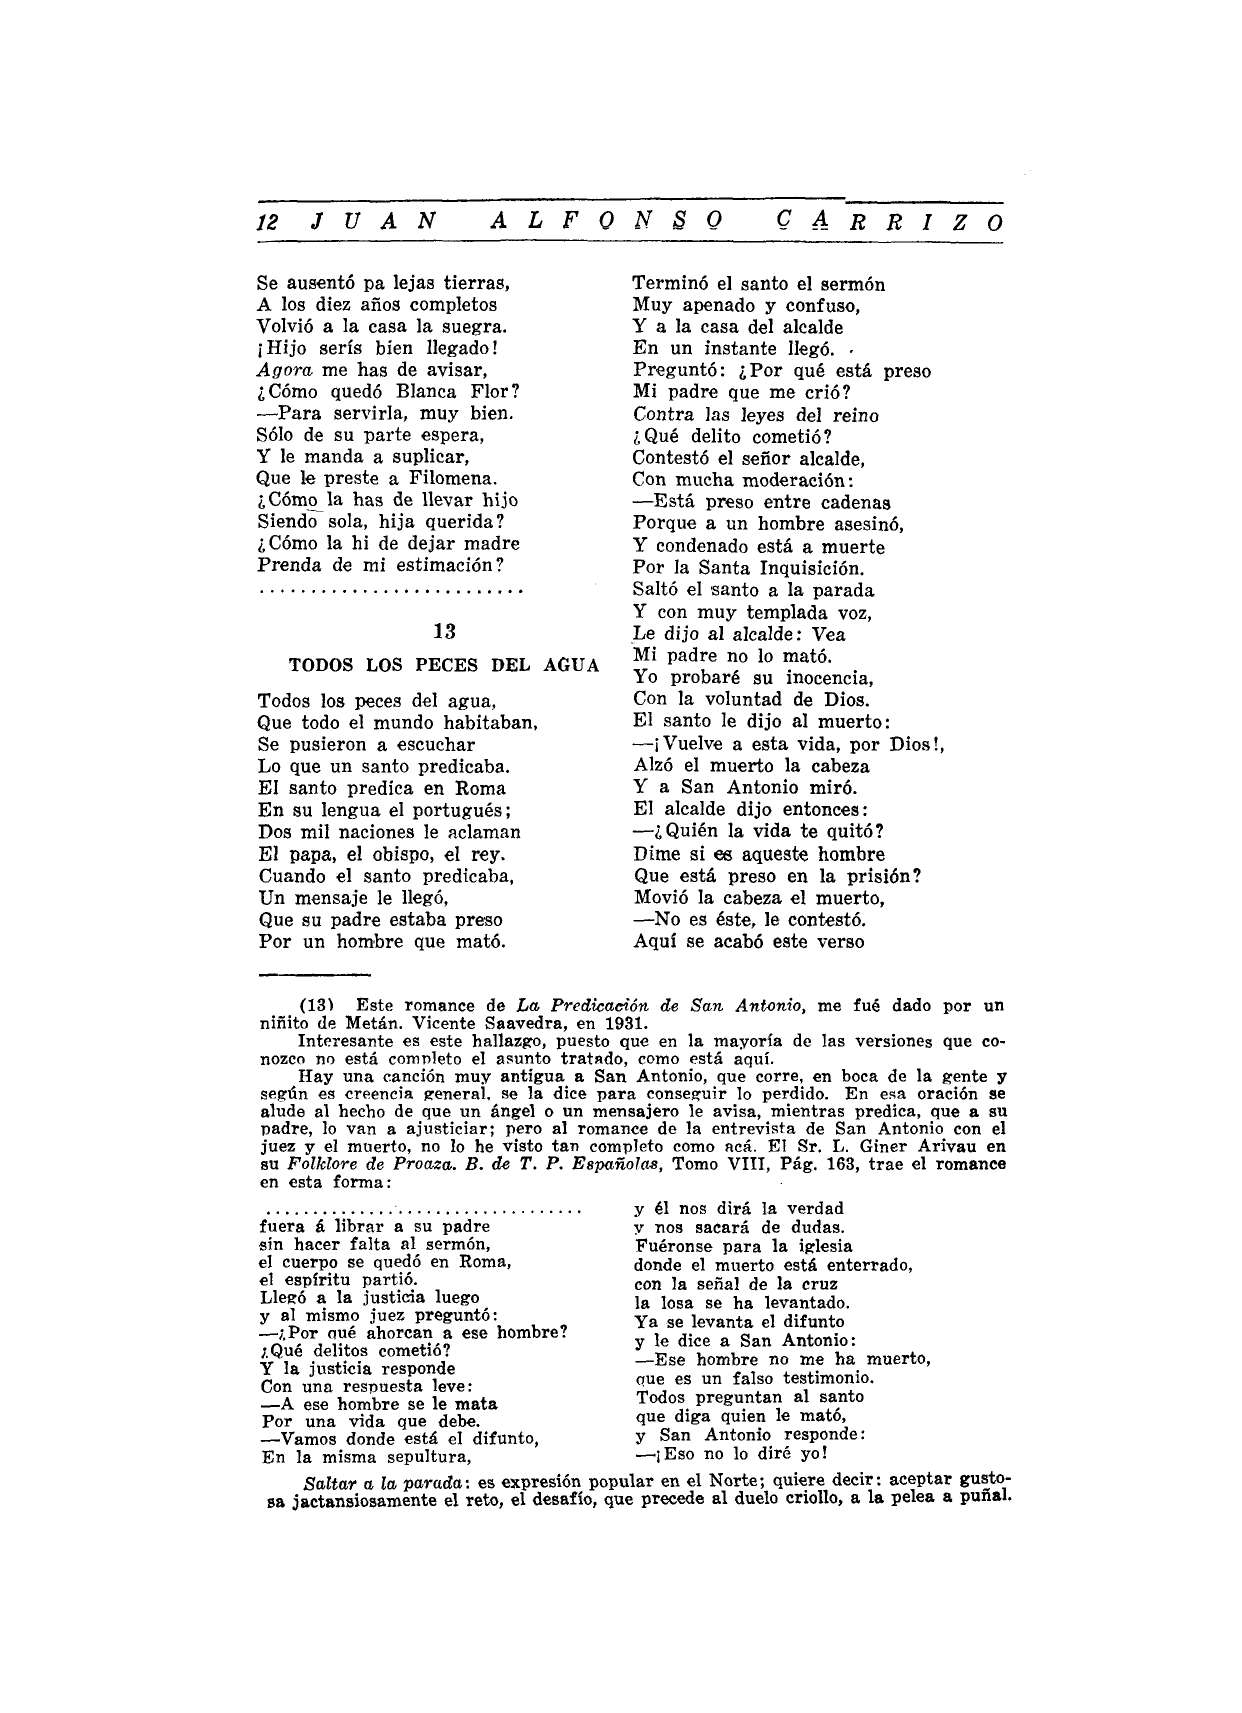 12 JUAN ALFONSO CARRIZO
Se ausentó pa lejas tierras,
A los diez años completos
Volvió a la casa la suegra.
¡Hijo serís bien llegado!
Agora me has de avisar,
¿Cómo quedó Blanca Flor?
—Para servirla, muy bien.
Sólo de su parte espera,
Y le manda a suplicar,
Que le preste a Filomena.
¿Cómo la has de llevar hijo
Siendo sola, hija querida?
¿Cómo la hi de dejar madre
Prenda de mi estimación?
..........................
13
TODOS LOS PECES DEL AGUA
Todos los peces del agua,
Que todo el mundo habitaban,
Se pusieron a escuchar
Lo que un santo predicaba.
El santo predica en Roma
En su lengua el portugués;
Dos mil naciones le aclaman
El papa, el obispo, el rey.
Cuando el santo predicaba,
Un mensaje le llegó,
Que su padre estaba preso
Por un hombre que mató.
Terminó el santo el sermón
Muy apenado y confuso,
Y a la casa del alcalde
En un instante llegó.
Preguntó: ¿Por qué está preso
Mi padre que me crió?
Contra las leyes del reino
¿Qué delito cometió?
Contestó el señor alcalde,
Con mucha moderación:
—Está preso entre cadenas
Porque a un hombre asesinó,
Y condenado está a muerte
Por la Santa Inquisición.
Saltó el santo a la parada
Y con muy templada voz,
Le dijo al alcalde: Vea
Mi padre no lo mató.
Yo probaré su inocencia,
Con la voluntad de Dios.
El santo le dijo al muerto:
—¡Vuelve a esta vida, por Dios!,
Alzó el muerto la cabeza
Y a San Antonio miró.
El alcalde dijo entonces:
—¿Quién la vida te quitó?
Dime si es aqueste hombre
Que está preso en la prisión?
Movió la cabeza el muerto,
—No es éste, le contestó.
Aquí se acabó este verso
(13) Este romance de La Predicación de San Antonio, me fué dado por un
niñito de Metán. Vicente Saavedra, en 1931.
Interesante es este hallazgo, puesto que en la mayoría de las versiones que co-
nozco no está completo el asunto tratado, como está aquí.
Hay una canción muy antigua a San Antonio, que corre, en boca de la gente y
según es creencia general, se la dice para conseguir lo perdido. En esa oración se
alude al hecho de que un ángel o un mensajero le avisa, mientras predica, que a su
padre, lo van a ajusticiar; pero al romance de la entrevista de San Antonio con el
juez y el muerto, no lo he visto tan completo como acá. El Sr. L. Giner Arivau en
su Folklore de Proaza. B. de T. P. Españolas, Tomo VIII, Pág. 163, trae el romance
en esta forma:
..................................
fuera á librar a su padre
sin hacer falta al sermón,
el cuerpo se quedó en Roma,
el espíritu partió.
Llegó a la justicia luego
y al mismo juez preguntó:
—¿Por qué ahorcan a ese hombre?
¿Qué delitos cometió?
Y la justicia responde
Con una respuesta leve:
—A ese hombre se le mata
Por una vida que debe.
—Vamos donde está el difunto,
En la misma sepultura,
y él nos dirá la verdad
y nos sacará de dudas.
Fuéronse para la iglesia
donde el muerto está enterrado,
con la señal de la cruz
la losa se ha levantado.
Ya se levanta el difunto
y le dice a San Antonio:
—Ese hombre no me ha muerto,
que es un falso testimonio.
Todos preguntan al santo
que diga quien le mató,
y San Antonio responde:
—¡Eso no lo diré yo!
Saltar a la parada: es expresión popular en el Norte; quiere decir: aceptar gusto-
sa jactansiosamente el reto, el desafío, que precede al duelo criollo, a la pelea a puñal.